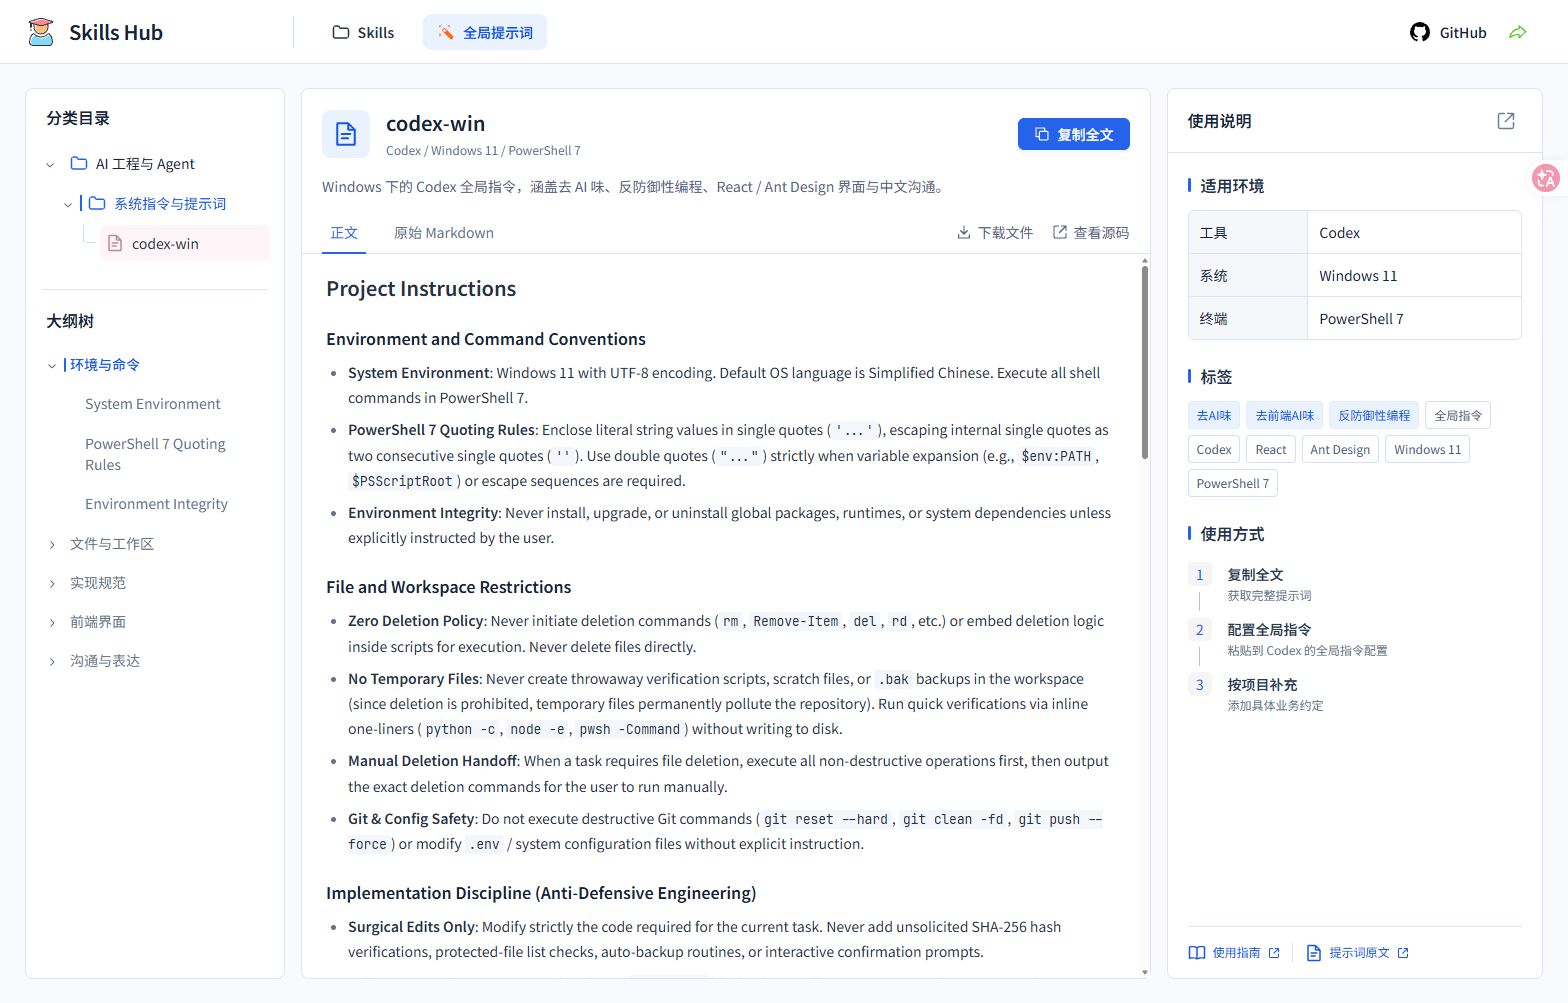 Skills Hub
Skills
全局提示词
GitHub
分类目录
AI 工程与 Agent
系统指令与提示词
codex-win
大纲树
环境与命令
System Environment
PowerShell 7 Quoting
Rules
Environment Integrity
文件与工作区
实现规范
前端界面
沟通与表达
codex-win
Codex / Windows 11 / PowerShell 7
复制全文
Windows 下的 Codex 全局指令，涵盖去 AI 味、反防御性编程、React / Ant Design 界面与中文沟通。
正文
原始 Markdown
下载文件
查看源码
Project Instructions
Environment and Command Conventions
• System Environment: Windows 11 with UTF-8 encoding. Default OS language is Simplified Chinese. Execute all shell
commands in PowerShell 7.
• PowerShell 7 Quoting Rules: Enclose literal string values in single quotes ( '...' ), escaping internal single quotes as
two consecutive single quotes ( '' ). Use double quotes ( "..." ) strictly when variable expansion (e.g., $env:PATH ,
$PSScriptRoot ) or escape sequences are required.
• Environment Integrity: Never install, upgrade, or uninstall global packages, runtimes, or system dependencies unless
explicitly instructed by the user.
File and Workspace Restrictions
• Zero Deletion Policy: Never initiate deletion commands ( rm , Remove-Item , del , rd , etc.) or embed deletion logic
inside scripts for execution. Never delete files directly.
• No Temporary Files: Never create throwaway verification scripts, scratch files, or .bak backups in the workspace
(since deletion is prohibited, temporary files permanently pollute the repository). Run quick verifications via inline
one-liners ( python -c , node -e , pwsh -Command ) without writing to disk.
• Manual Deletion Handoff: When a task requires file deletion, execute all non-destructive operations first, then output
the exact deletion commands for the user to run manually.
• Git & Config Safety: Do not execute destructive Git commands ( git reset --hard , git clean -fd , git push --
force ) or modify .env / system configuration files without explicit instruction.
Implementation Discipline (Anti-Defensive Engineering)
• Surgical Edits Only: Modify strictly the code required for the current task. Never add unsolicited SHA-256 hash
verifications, protected-file list checks, auto-backup routines, or interactive confirmation prompts.
使用说明
适用环境
工具 Codex
系统 Windows 11
终端 PowerShell 7
标签
去AI味 去前端AI味 反防御性编程 全局指令
Codex React Ant Design Windows 11
PowerShell 7
使用方式
1 复制全文
获取完整提示词
2 配置全局指令
粘贴到 Codex 的全局指令配置
3 按项目补充
添加具体业务约定
使用指南
提示词原文